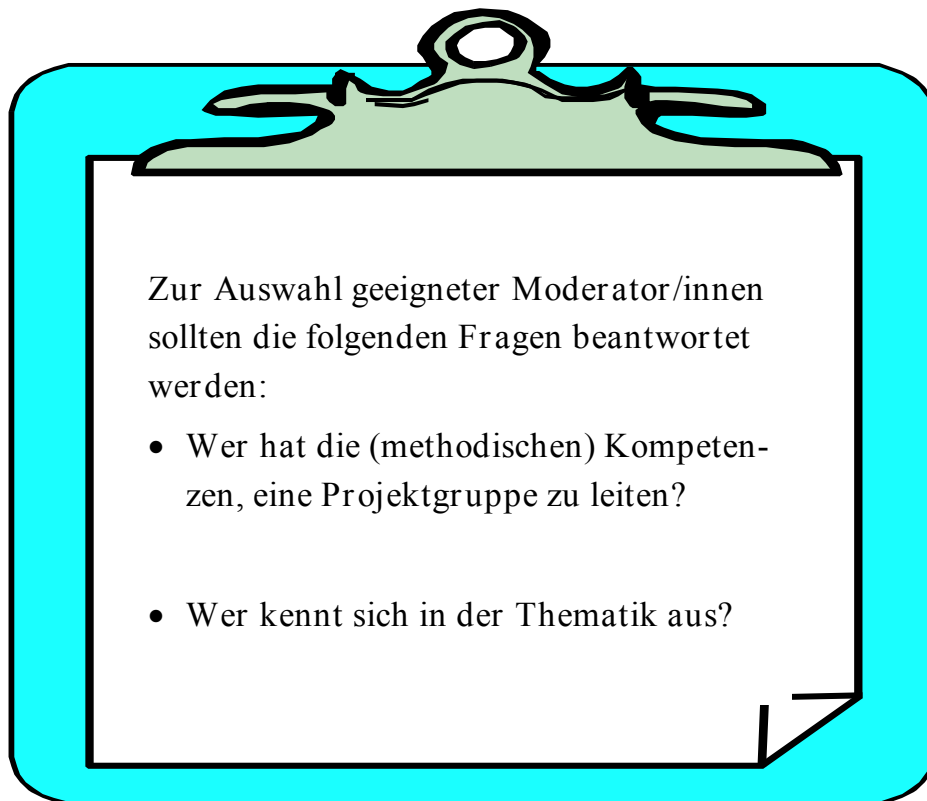 Zur Auswahl geeigneter Moderator/innen
sollten die folgenden Fragen beantwortet
werden:
• Wer hat die (methodischen) Kompeten-
zen, eine Projektgruppe zu leiten?
• Wer kennt sich in der Thematik aus?